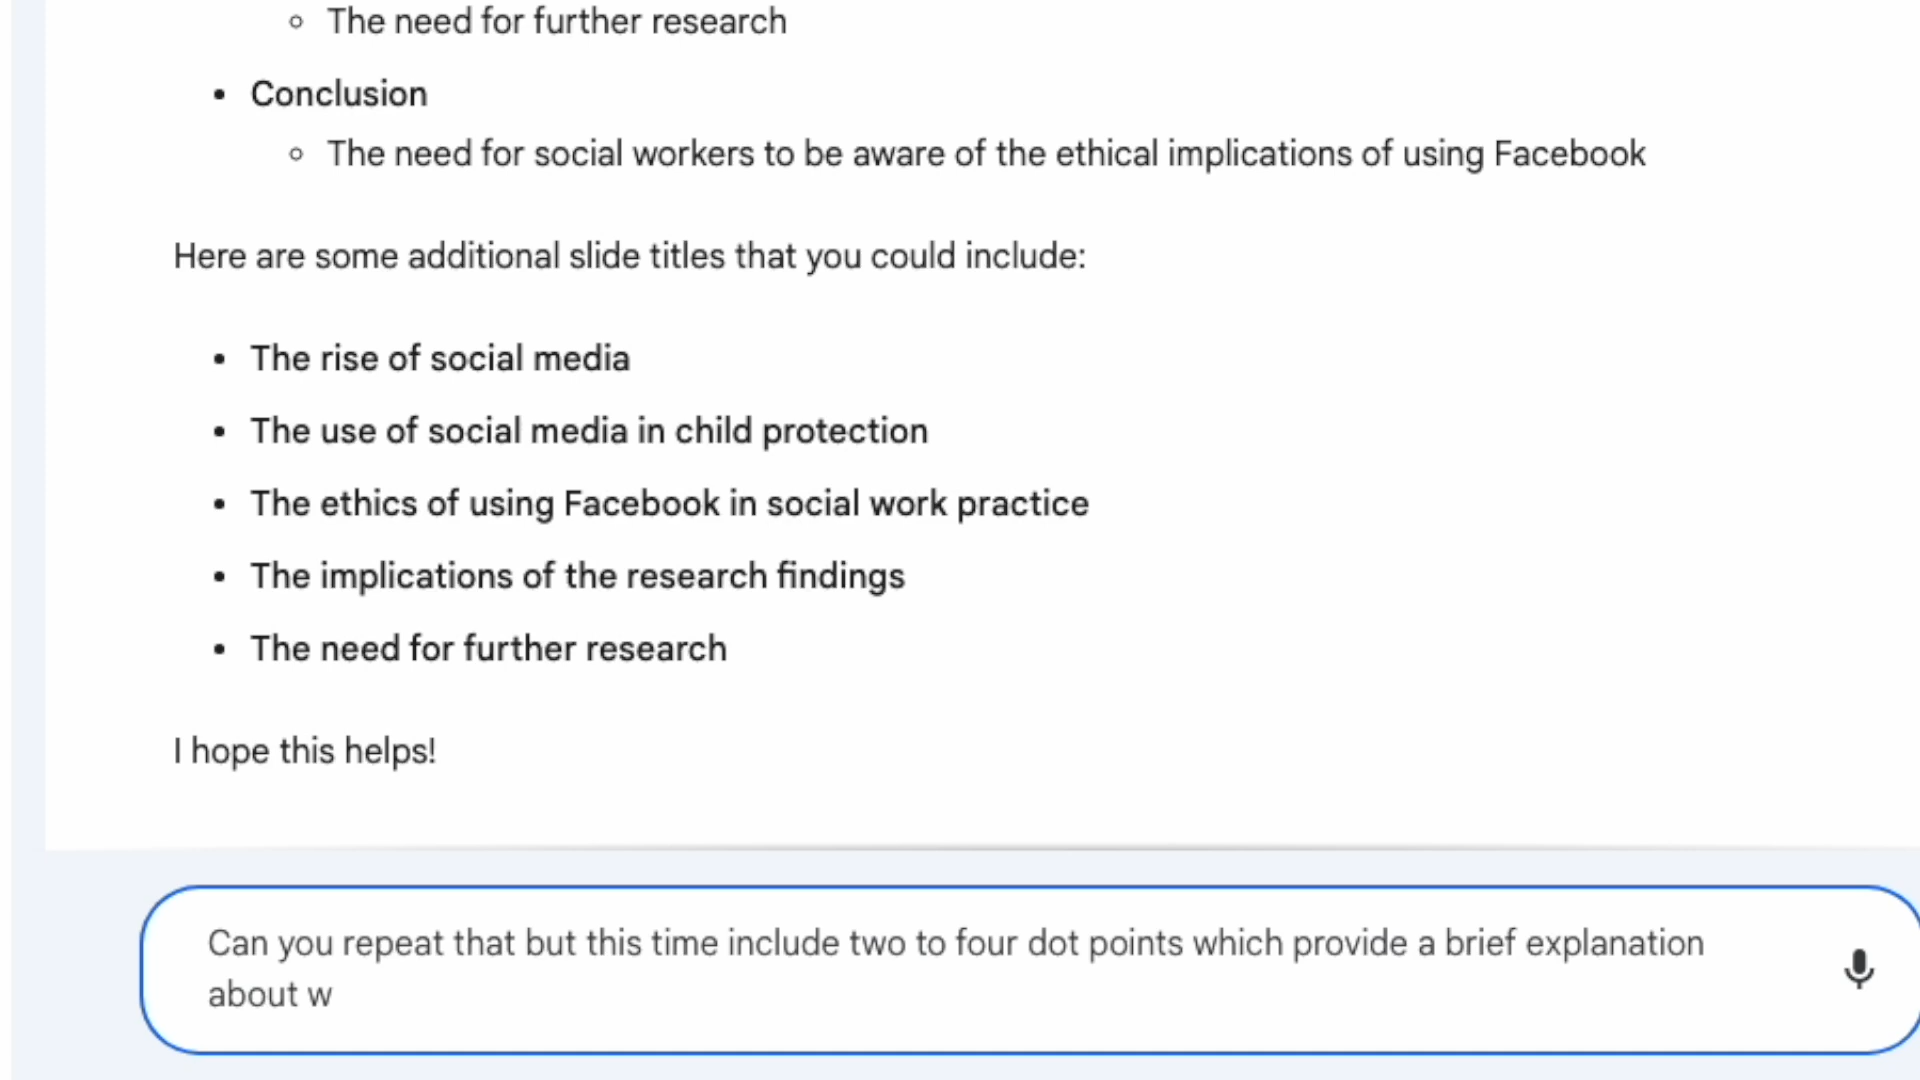 The need for further research
Conclusion
The need for social workers to be aware of the ethical implications of using Facebook
Here are some additional slide titles that you could include:
The rise of social media
The use of social media in child protection
The ethics of using Facebook in social work practice
The implications of the research findings
The need for further research
I hope this helps!
Can you repeat that but this time include two to four dot points which provide a brief explanation
about w